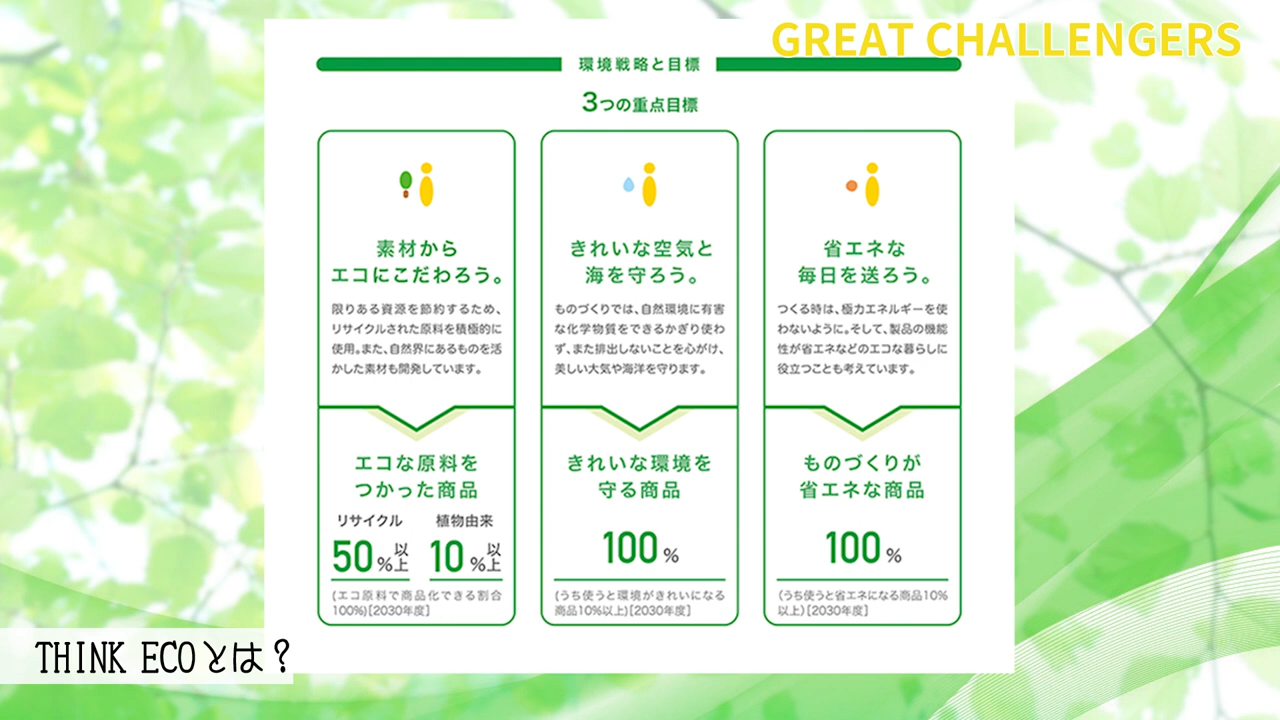 GREAT CHALLENGERS
環境戦略と目標
3つの重点目標
素材から
エコにこだわろう。
限りある資源を節約するため、
リサイクルされた原料を積極的に
使用。また、自然界にあるものを活
かした素材も開発しています。
エコな原料を
つかった商品
リサイクル
50%以上
植物由来
10%以上
(エコ原料で商品化できる割合
100%)[2030年度]
きれいな空気と
海を守ろう。
ものづくりでは、自然環境に有害
な化学物質をできるかぎり使わ
ず、また排出しないことを心がけ、
美しい大気や海洋を守ります。
きれいな環境を
守る商品
100%
(うち使うと環境がきれいになる
商品10%以上)[2030年度]
省エネな
毎日を送ろう。
つくる時は、極力エネルギーを使
わないように。そして、製品の機能
性が省エネなどのエコな暮らしに
役立つことも考えています。
ものづくりが
省エネな商品
100%
(うち使うと省エネになる商品10%
以上)[2030年度]
THINK ECOとは？